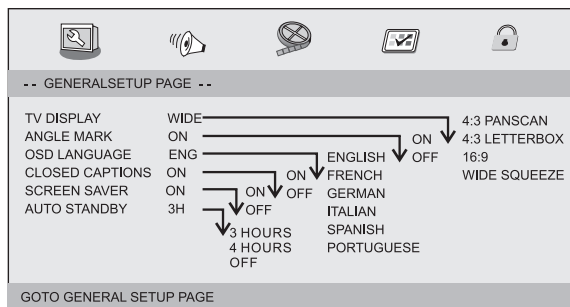 -- GENERALSETUP PAGE --
TV DISPLAY WIDE
ANGLE MARK ON
OSD LANGUAGE ENG
CLOSED CAPTIONS ON
SCREEN SAVER ON
AUTO STANDBY 3H
3 HOURS
4 HOURS
OFF
ON
OFF
ON
OFF
ENGLISH
FRENCH
GERMAN
ITALIAN
SPANISH
PORTUGUESE
ON
OFF
4:3 PANSCAN
4:3 LETTERBOX
16:9
WIDE SQUEEZE
GOTO GENERAL SETUP PAGE